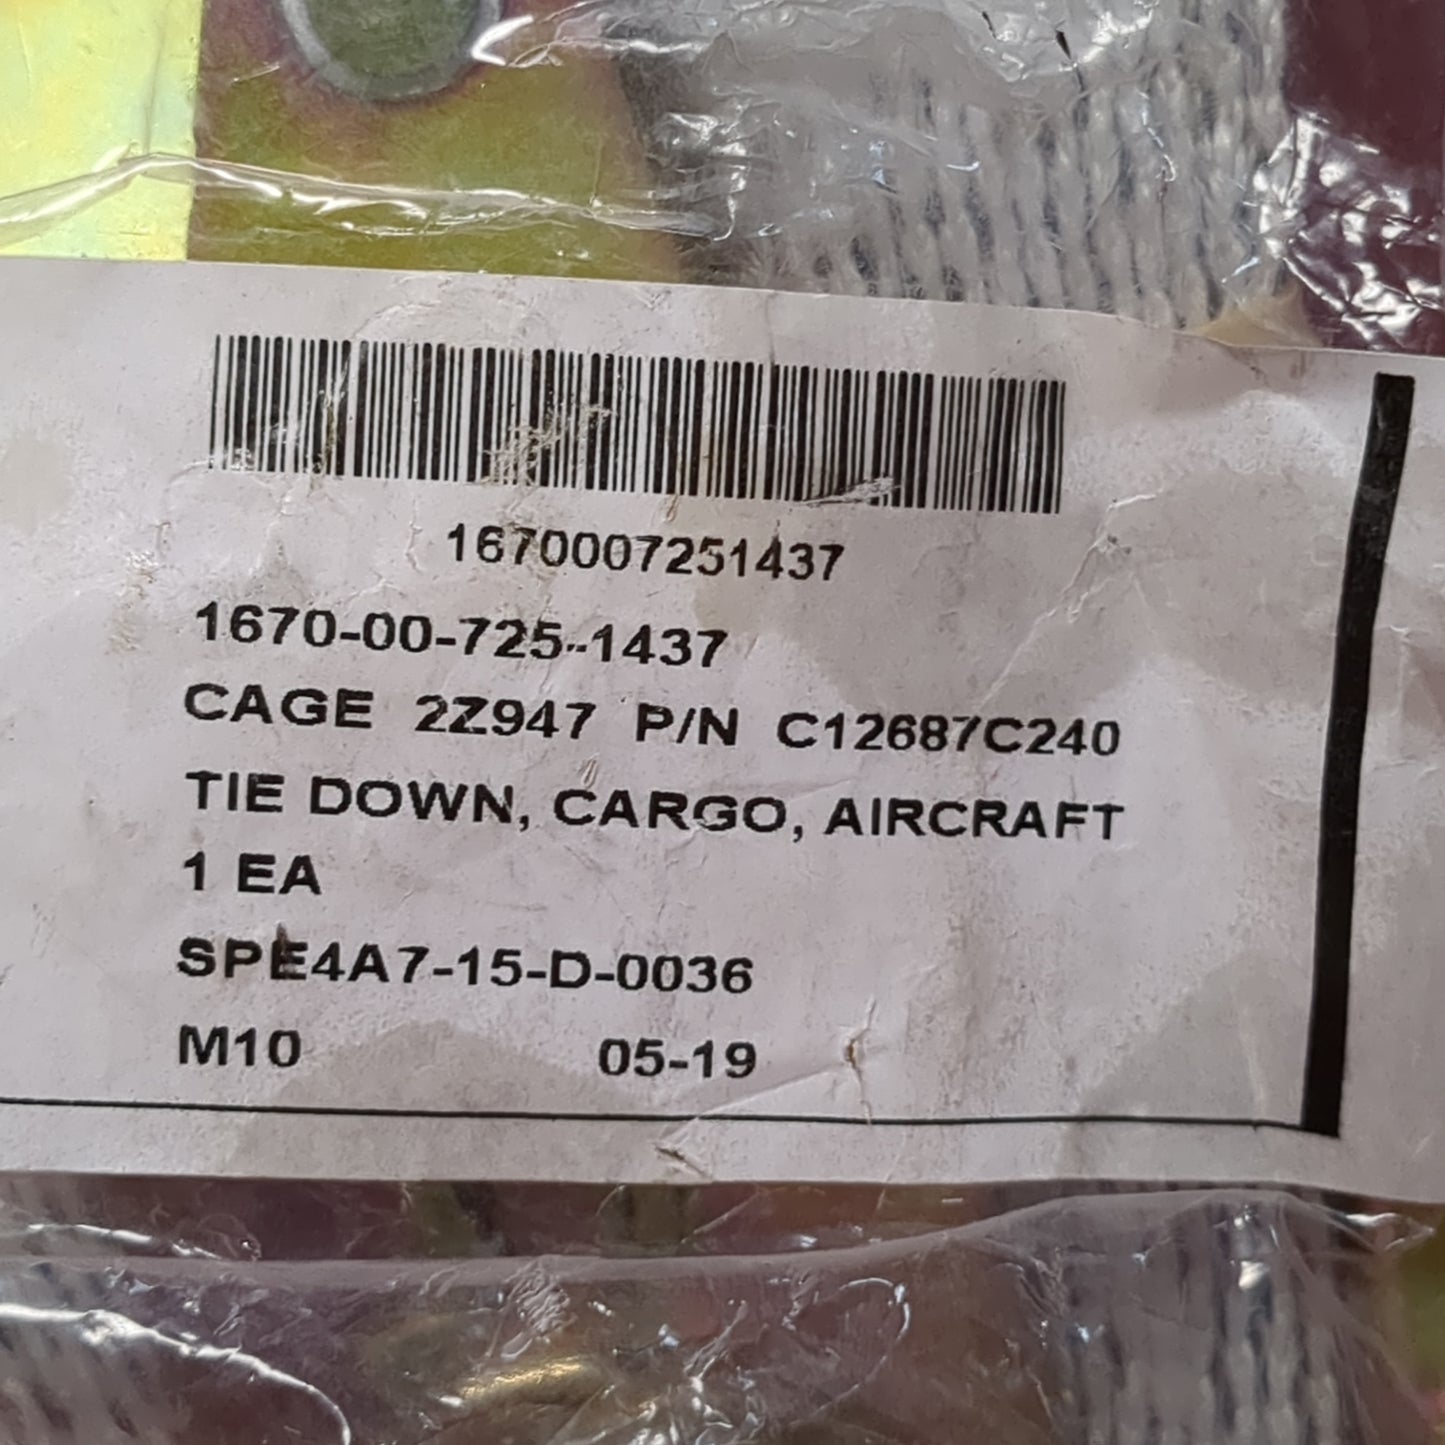 1670007251437
1670-00-725-1437
CAGE 2Z947 P/N C12687C240
TIE DOWN, CARGO, AIRCRAFT
1 EA
SPE4A7-15-D-0036
M10 05-19